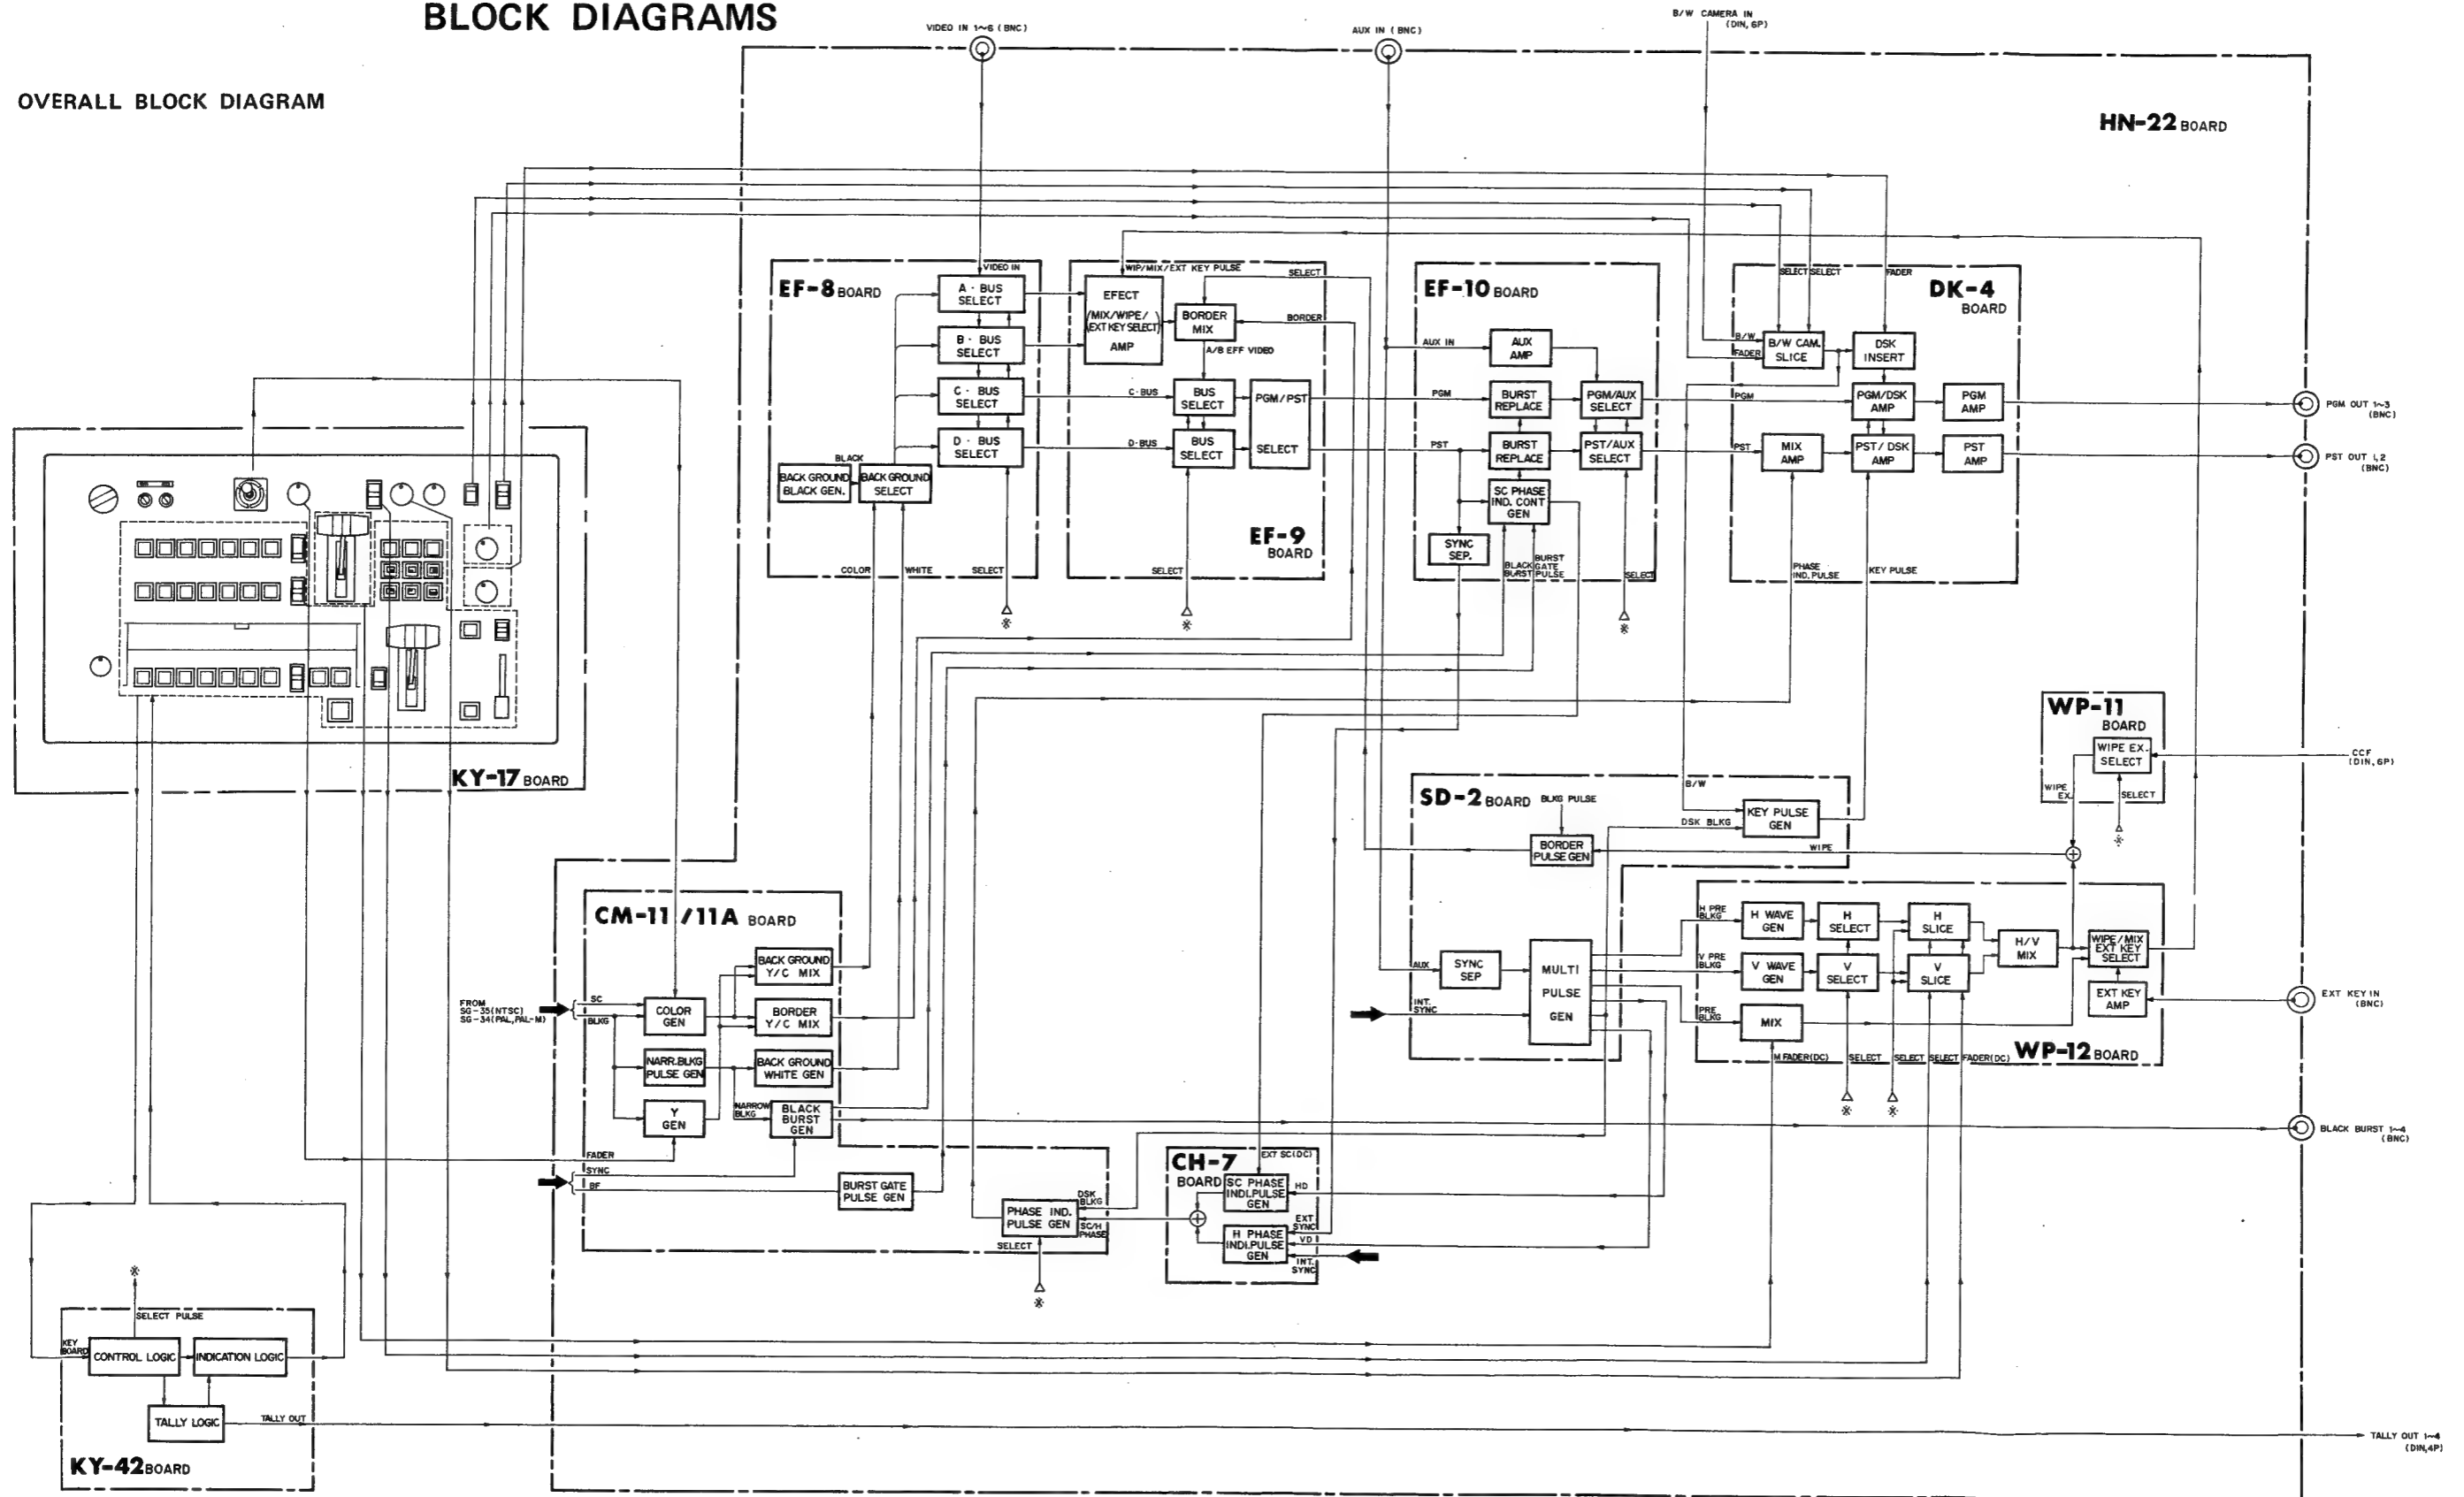 BLOCK DIAGRAMS
OVERALL BLOCK DIAGRAM
VIDEO IN 1~6 (BNC)
AUX IN (BNC)
B/W CAMERA IN
(DIN, 6P)
HN-22 BOARD
EF-8 BOARD
VIDEO IN
A · BUS
SELECT
B · BUS
SELECT
C · BUS
SELECT
D · BUS
SELECT
BLACK
BACK GROUND
BLACK GEN.
BACK GROUND
SELECT
COLOR
WHITE
SELECT
※
WIP/MIX/EXT KEY PULSE
SELECT
EFECT
(MIX/WIPE/
EXT KEY SELECT)
AMP
BORDER
MIX
BORDER
A/B EFF VIDEO
C-BUS
BUS
SELECT
PGM/PST
SELECT
D-BUS
BUS
SELECT
EF-9
BOARD
SELECT
※
EF-10 BOARD
AUX IN
AUX
AMP
PGM
BURST
REPLACE
PGM/AUX
SELECT
PST
BURST
REPLACE
PST/AUX
SELECT
SC PHASE
IND. CONT
GEN
SYNC
SEP.
BLACK
BURST
BURST
GATE
PULSE
SELECT
※
SELECT
SELECT
FADER
DK-4
BOARD
B/W
FADER
B/W CAM.
SLICE
DSK
INSERT
PGM
PGM/DSK
AMP
PGM
AMP
PST
MIX
AMP
PST/ DSK
AMP
PST
AMP
PHASE
IND. PULSE
KEY PULSE
PGM OUT 1~3
(BNC)
PST OUT 1, 2
(BNC)
KY-17 BOARD
WP-11
BOARD
WIPE EX.
SELECT
WIPE
EX.
SELECT
※
CCF
(DIN, 6P)
SD-2 BOARD
BLKG PULSE
B/W
KEY PULSE
GEN
DSK BLKG
BORDER
PULSE GEN
WIPE
AUX
SYNC
SEP
MULTI
PULSE
GEN
INT.
SYNC
H PRE
BLKG
H WAVE
GEN
H
SELECT
H
SLICE
V PRE
BLKG
V WAVE
GEN
V
SELECT
V
SLICE
H/V
MIX
WIPE/MIX
EXT KEY
SELECT
EXT KEY
AMP
PRE
BLKG
MIX
M FADER(DC)
SELECT
SELECT
SELECT
FADER(DC)
WP-12 BOARD
※
※
EXT KEY IN
(BNC)
CM-11 /11A BOARD
FROM
SG-35(NTSC)
SG-34(PAL, PAL-M)
SC
BLKG
COLOR
GEN
BACK GROUND
Y/C MIX
BORDER
Y/C MIX
NARR.BLKG
PULSE GEN
BACK GROUND
WHITE GEN
Y
GEN
NARROW
BLKG
BLACK
BURST
GEN
FADER
SYNC
BF
BURST GATE
PULSE GEN
PHASE IND.
PULSE GEN
DSK
BLKG
SC/H
PHASE
SELECT
※
CH-7
BOARD
EXT SC(DC)
SC PHASE
INDI.PULSE
GEN
HD
EXT
SYNC
H PHASE
INDI.PULSE
GEN
VD
INT.
SYNC
BLACK BURST 1~4
(BNC)
※
SELECT PULSE
KEY
BOARD
CONTROL LOGIC
INDICATION LOGIC
TALLY LOGIC
TALLY OUT
KY-42 BOARD
TALLY OUT 1~4
(DIN, 4P)